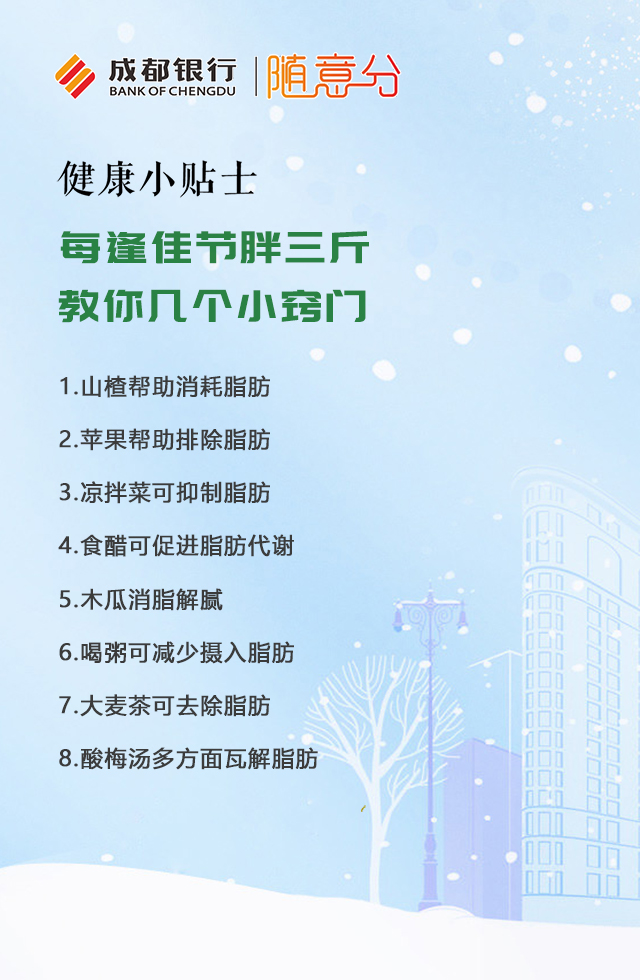 成都银行
BANK OF CHENGDU
随意分
健康小贴士
每逢佳节胖三斤
教你几个小窍门
1.山楂帮助消耗脂肪
2.苹果帮助排除脂肪
3.凉拌菜可抑制脂肪
4.食醋可促进脂肪代谢
5.木瓜消脂解腻
6.喝粥可减少摄入脂肪
7.大麦茶可去除脂肪
8.酸梅汤多方面瓦解脂肪